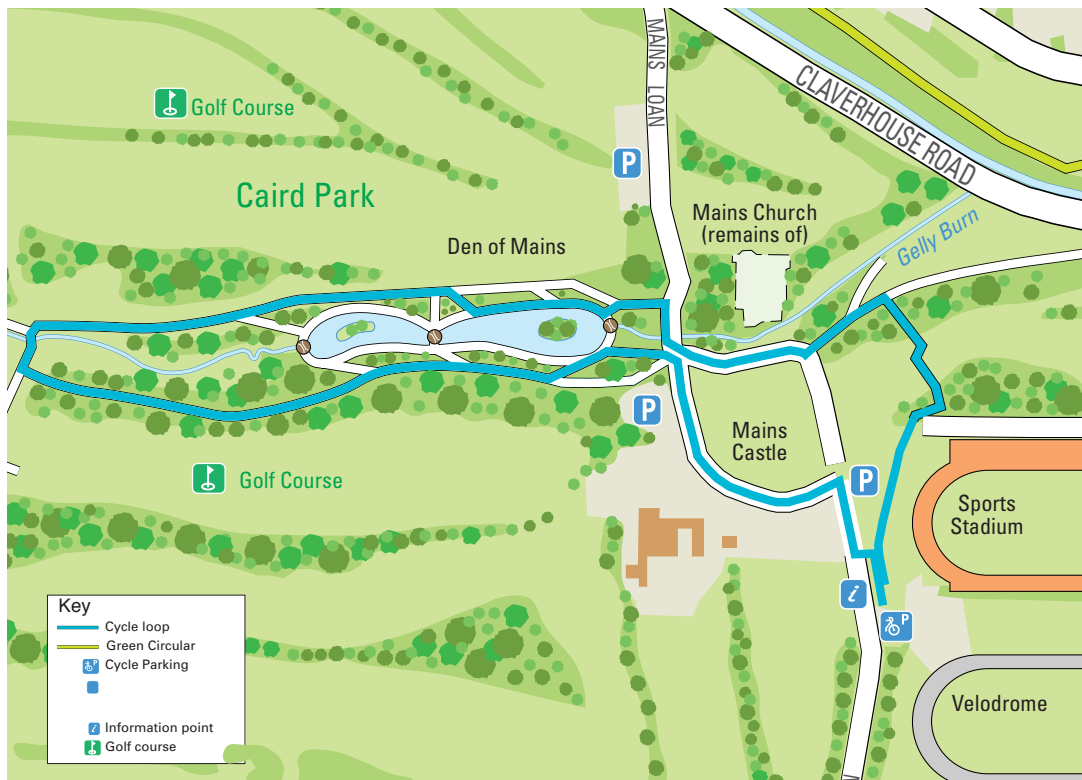 MAINS LOAN
CLAVERHOUSE ROAD
Golf Course
Caird Park
P
Mains Church
(remains of)
Den of Mains
Gelly Burn
P
Mains
Castle
Golf Course
P
Sports
Stadium
i
P
Velodrome
Key
Cycle loop
Green Circular
P
Cycle Parking
i
Information point
Golf course